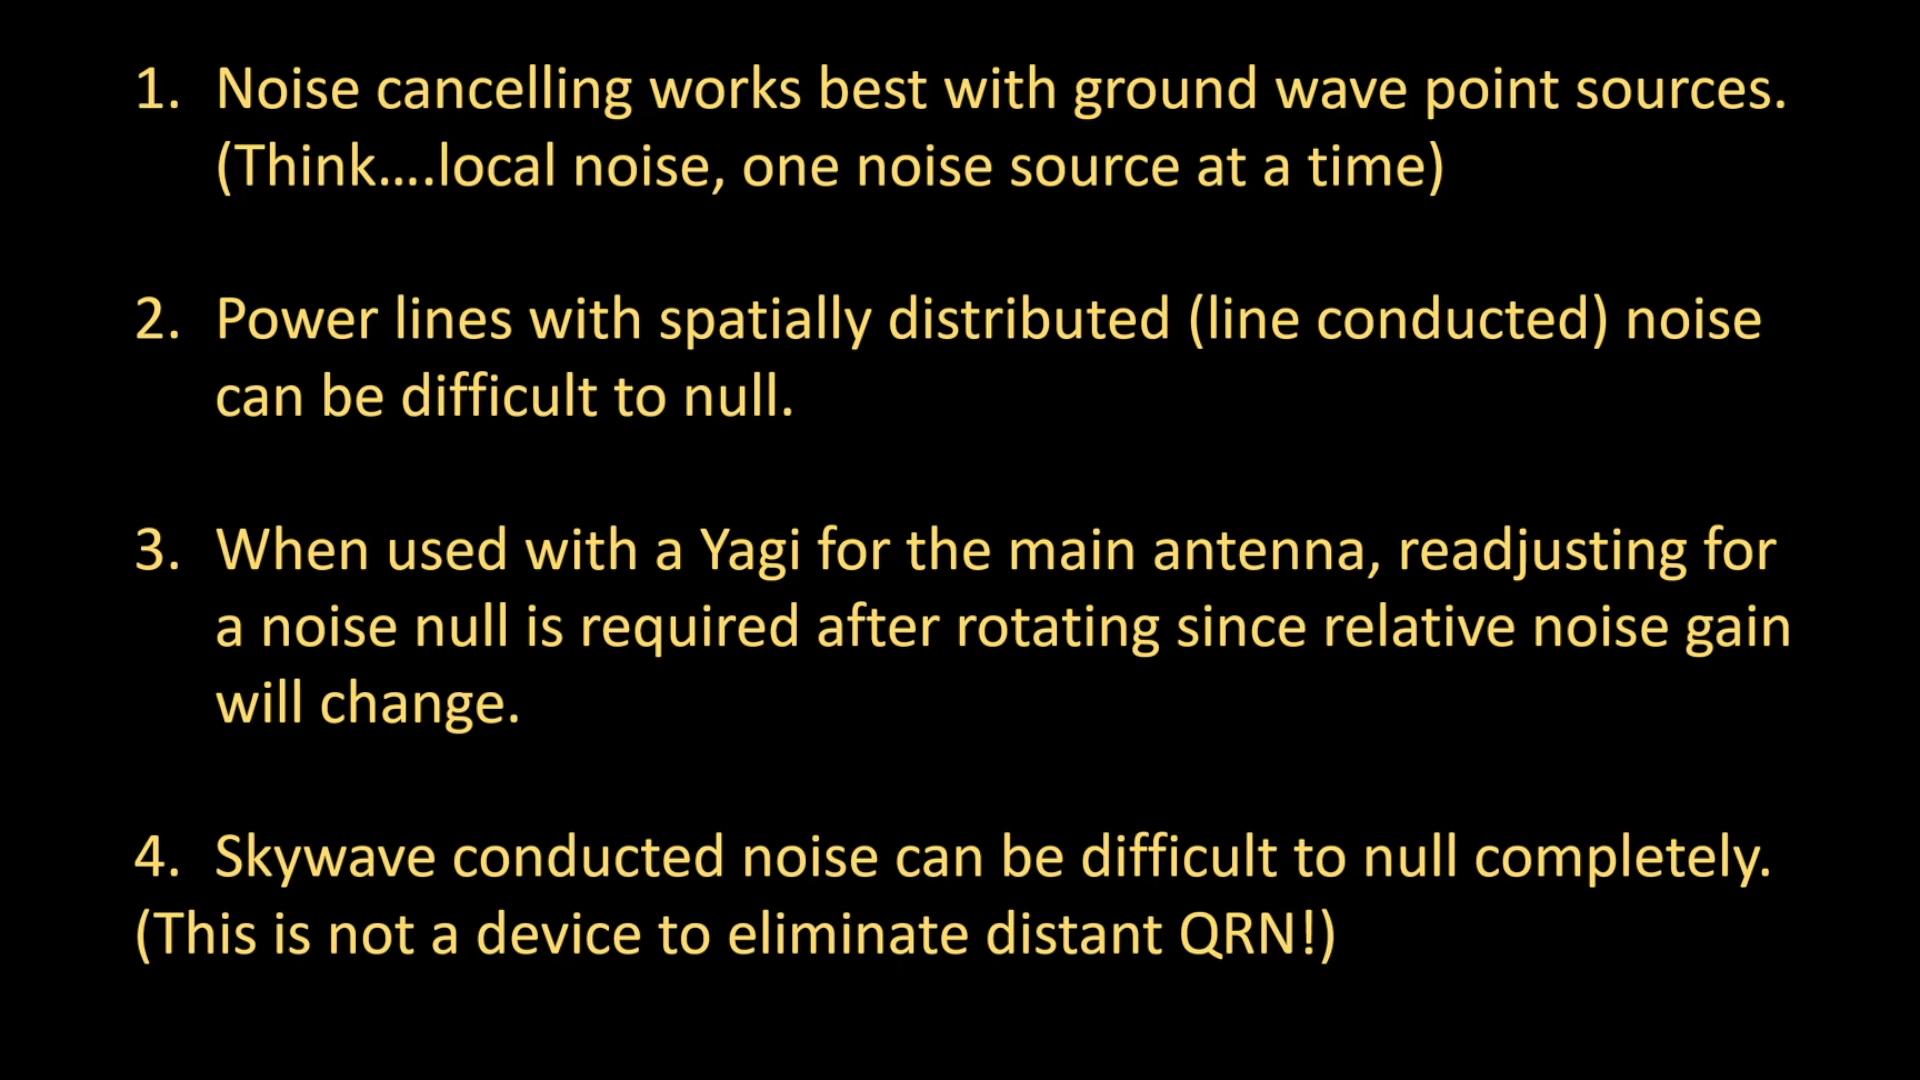 1. Noise cancelling works best with ground wave point sources.
(Think....local noise, one noise source at a time)
2. Power lines with spatially distributed (line conducted) noise
can be difficult to null.
3. When used with a Yagi for the main antenna, readjusting for
a noise null is required after rotating since relative noise gain
will change.
4. Skywave conducted noise can be difficult to null completely.
(This is not a device to eliminate distant QRN!)